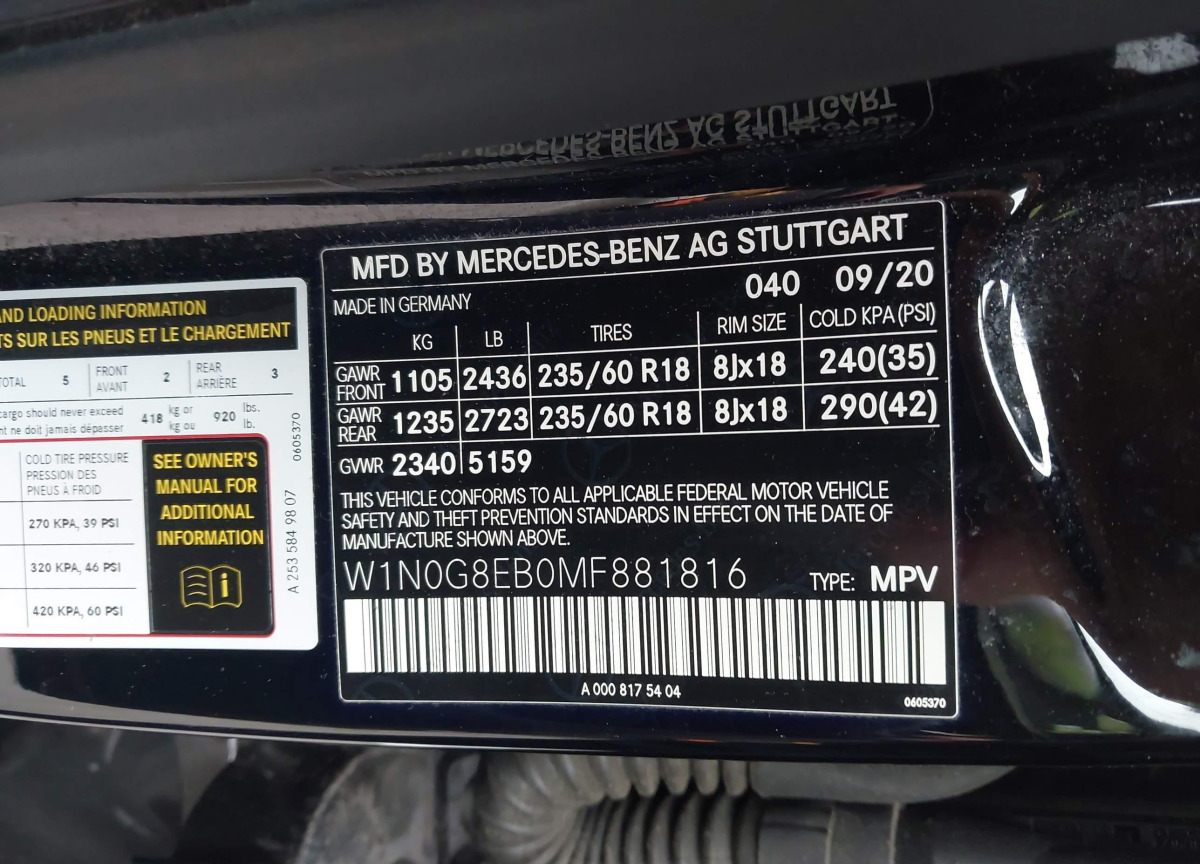 MFD BY MERCEDES-BENZ AG STUTTGART
MADE IN GERMANY
040 09/20
KG LB TIRES RIM SIZE COLD KPA (PSI)
GAWR FRONT 1105 2436 235/60 R18 8Jx18 240(35)
GAWR REAR 1235 2723 235/60 R18 8Jx18 290(42)
GVWR 2340 5159
THIS VEHICLE CONFORMS TO ALL APPLICABLE FEDERAL MOTOR VEHICLE
SAFETY AND THEFT PREVENTION STANDARDS IN EFFECT ON THE DATE OF
MANUFACTURE SHOWN ABOVE.
W1N0G8EB0MF881816 TYPE: MPV
A 000 817 54 04
0605370
AND LOADING INFORMATION
SUR LES PNEUS ET LE CHARGEMENT
TOTAL 5 FRONT AVANT 2 REAR ARRIÈRE 3
cargo should never exceed
ne doit jamais dépasser
418 kg or kg ou 920 lbs. lb.
COLD TIRE PRESSURE
PRESSION DES
PNEUS À FROID
270 KPA, 39 PSI
320 KPA, 46 PSI
420 KPA, 60 PSI
SEE OWNER'S
MANUAL FOR
ADDITIONAL
INFORMATION
i
0605370
A 253 584 98 07